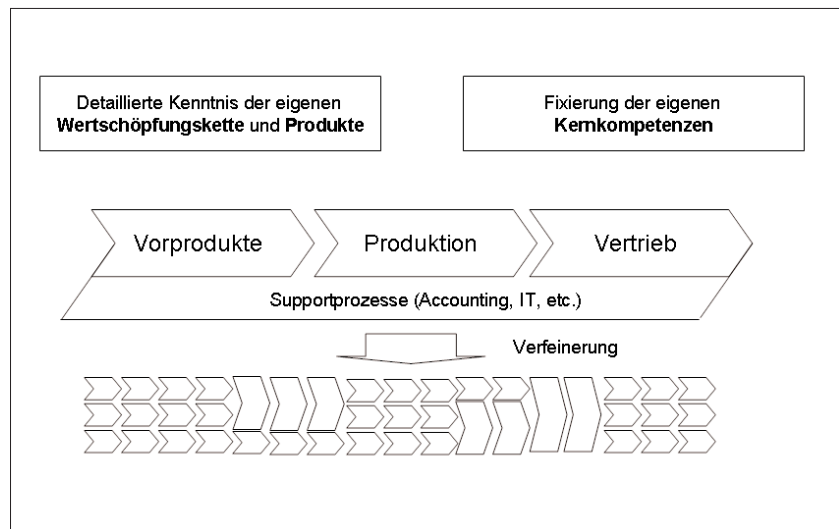 Detaillierte Kenntnis der eigenen
Wertschöpfungskette und Produkte
Fixierung der eigenen
Kernkompetenzen
Vorprodukte
Produktion
Vertrieb
Supportprozesse (Accounting, IT, etc.)
Verfeinerung